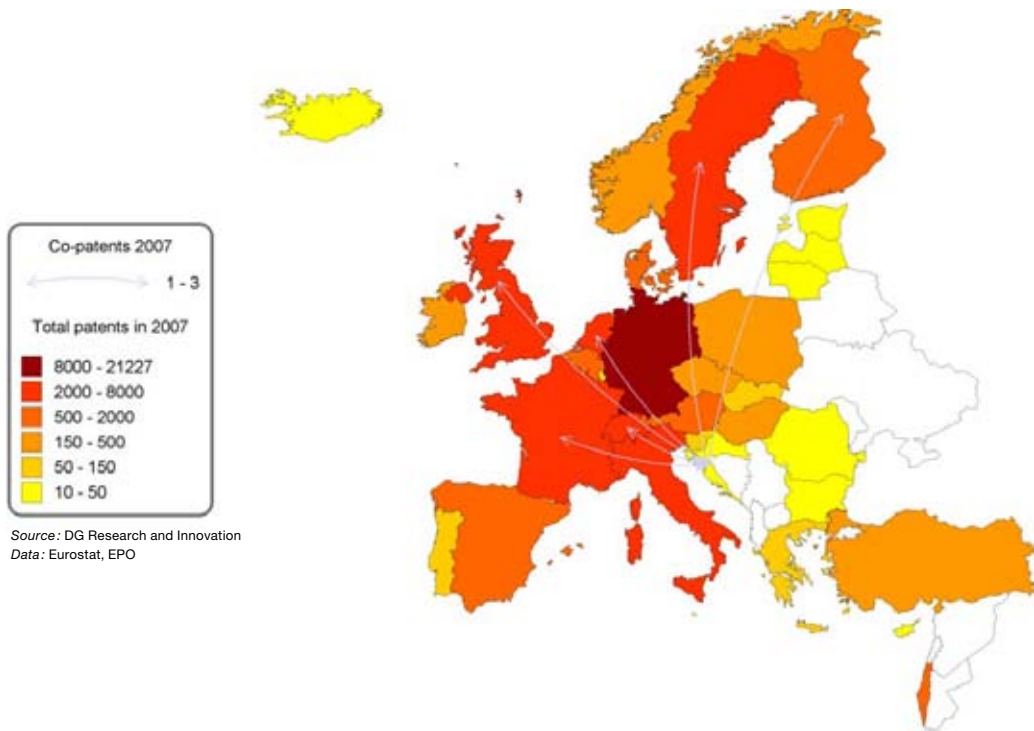 Co-patents 2007
1 - 3
Total patents in 2007
8000 - 21227
2000 - 8000
500 - 2000
150 - 500
50 - 150
10 - 50
Source: DG Research and Innovation
Data: Eurostat, EPO